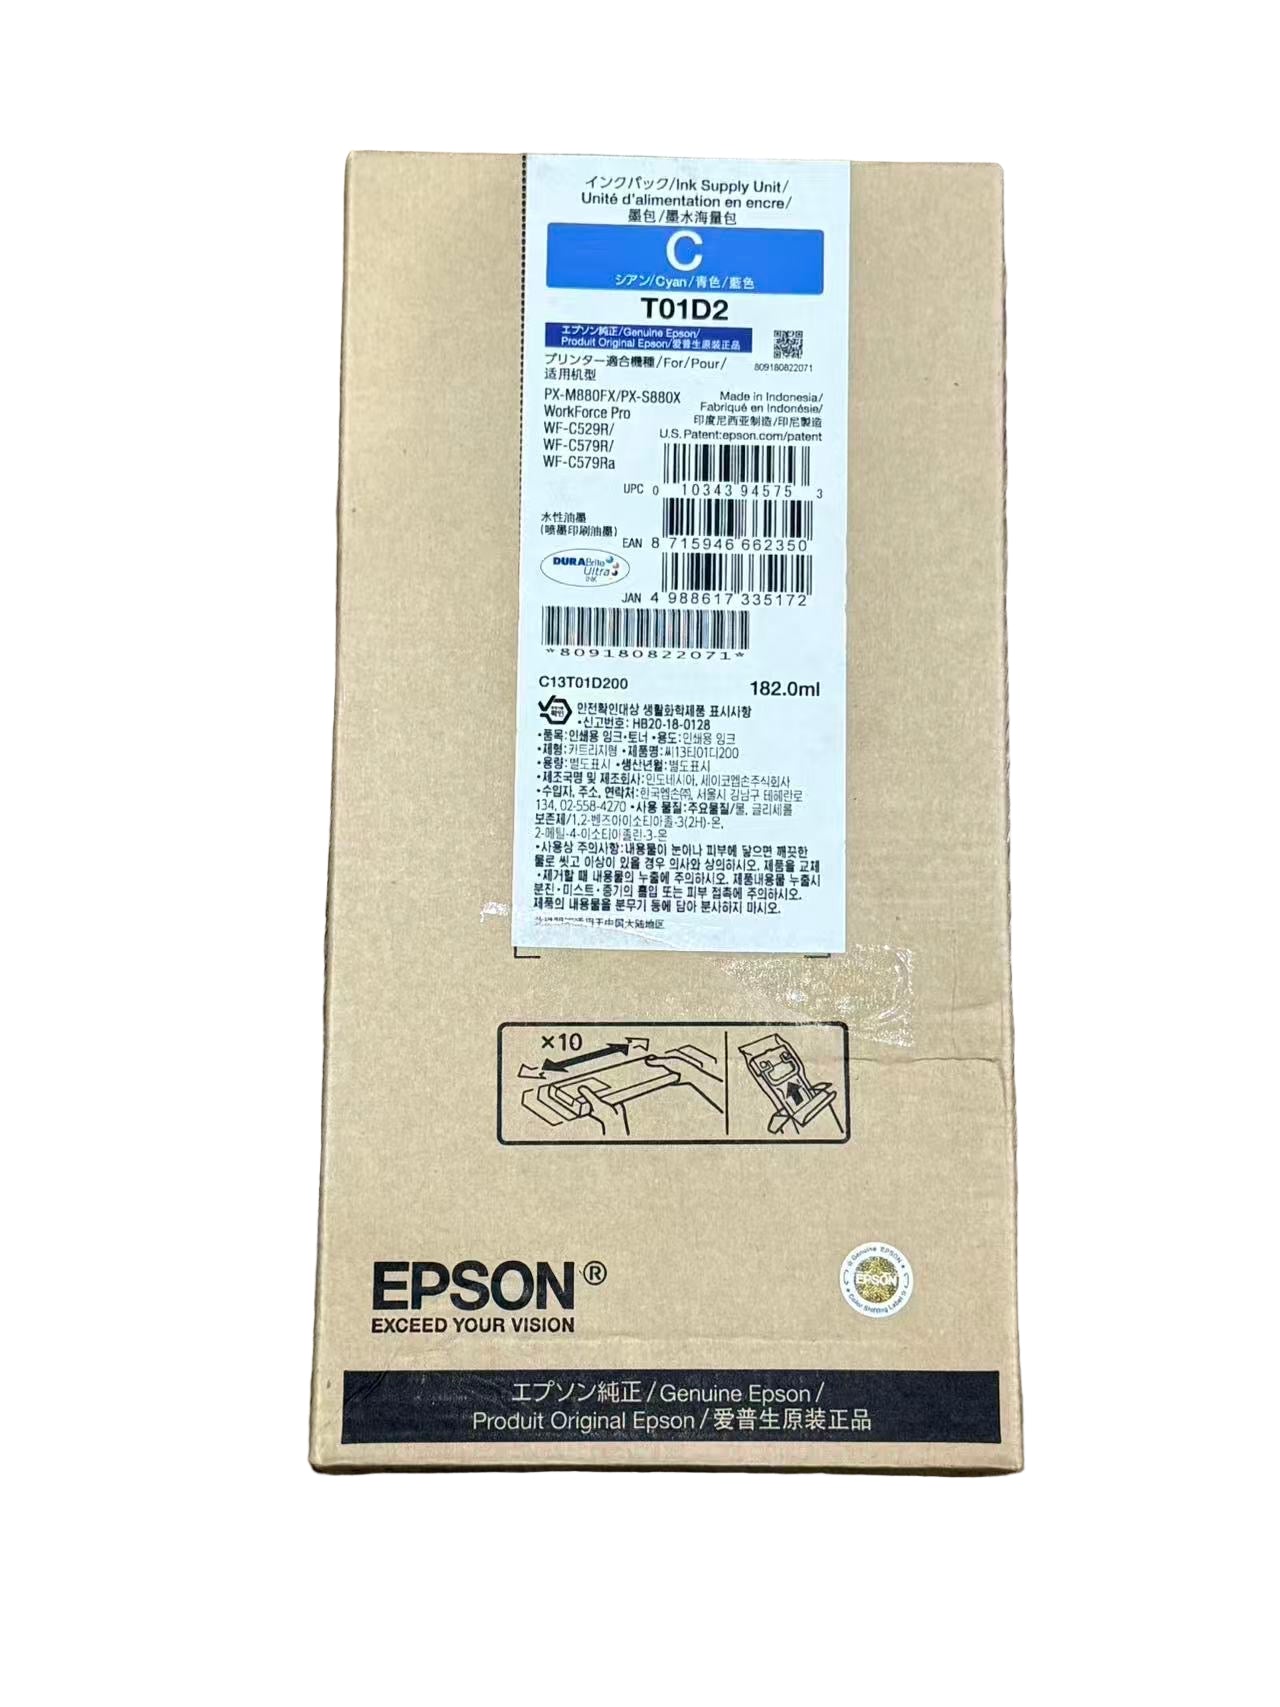 インクパック/Ink Supply Unit/
Unité d'alimentation en encre/
墨包/墨水海量包
C
シアン/Cyan/青色/藍色
T01D2
エプソン純正/Genuine Epson/
Produit Original Epson/爱普生原装正品
809180822071
プリンター適合機種/For/Pour/
适用机型
PX-M880FX/PX-S880X
WorkForce Pro
WF-C529R/
WF-C579R/
WF-C579Ra
Made in Indonesia/
Fabriqué en Indonésie/
印度尼西亚制造/印尼製造
U.S. Patent:epson.com/patent
UPC 0 10343 94575 3
水性油墨
(喷墨印刷油墨)
EAN 8 715946 662350
DURABrite
Ultra
INK
JAN 4 988617 335172
*809180822071*
C13T01D200
182.0ml
안전확인대상 생활화학제품 표시사항
•신고번호: HB20-18-0128
•품목:인쇄용 잉크·토너 •용도:인쇄용 잉크
•제형:카트리지형 •제품명:씨13티01디200
•용량:별도표시 •생산년월:별도표시
•제조국명 및 제조회사:인도네시아, 세이코엡손주식회사
•수입자, 주소, 연락처:한국엡손㈜, 서울시 강남구 테헤란로
134, 02-558-4270 •사용 물질:주요물질/물, 글리세롤
보존제/1,2-벤즈아이소티아졸-3(2H)-온,
2-메틸-4-이소티아졸린-3-온
•사용상 주의사항:내용물이 눈이나 피부에 닿으면 깨끗한
물로 씻고 이상이 있을 경우 의사와 상의하시오. 제품을 교체
•제거할 때 내용물의 누출에 주의하시오. 제품내용물 누출시
분진·미스트·증기의 흡입 또는 피부 접촉에 주의하시오.
제품의 내용물을 분무기 등에 담아 분사하지 마시오.
用于中国大陆地区
×10
EPSON®
EXCEED YOUR VISION
Genuine EPSON
EPSON
Color Shifting Label
エプソン純正/Genuine Epson/
Produit Original Epson/爱普生原装正品